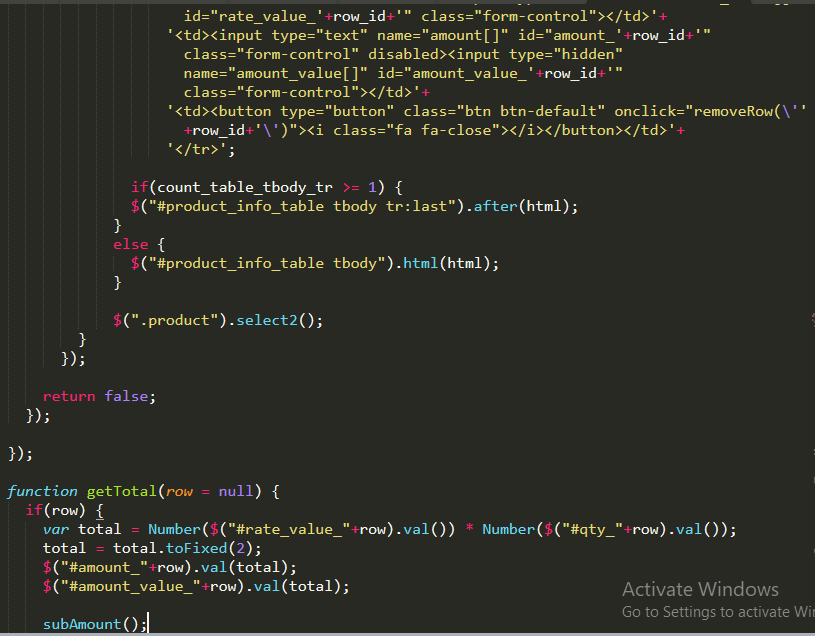 id="rate_value_'+row_id+'" class="form-control"></td>'+
'<td><input type="text" name="amount[]" id="amount_'+row_id+'"
class="form-control" disabled><input type="hidden"
name="amount_value[]" id="amount_value_'+row_id+'"
class="form-control"></td>'+
'<td><button type="button" class="btn btn-default" onclick="removeRow(\''
+row_id+'\')"><i class="fa fa-close"></i></button></td>'+
'</tr>';
if(count_table_tbody_tr >= 1) {
$("#product_info_table tbody tr:last").after(html);
}
else {
$("#product_info_table tbody").html(html);
}
$(".product").select2();
}
});
return false;
});
});
function getTotal(row = null) {
if(row) {
var total = Number($("#rate_value_"+row).val()) * Number($("#qty_"+row).val());
total = total.toFixed(2);
$("#amount_"+row).val(total);
$("#amount_value_"+row).val(total);
subAmount();
Activate Windows
Go to Settings to activate Wi